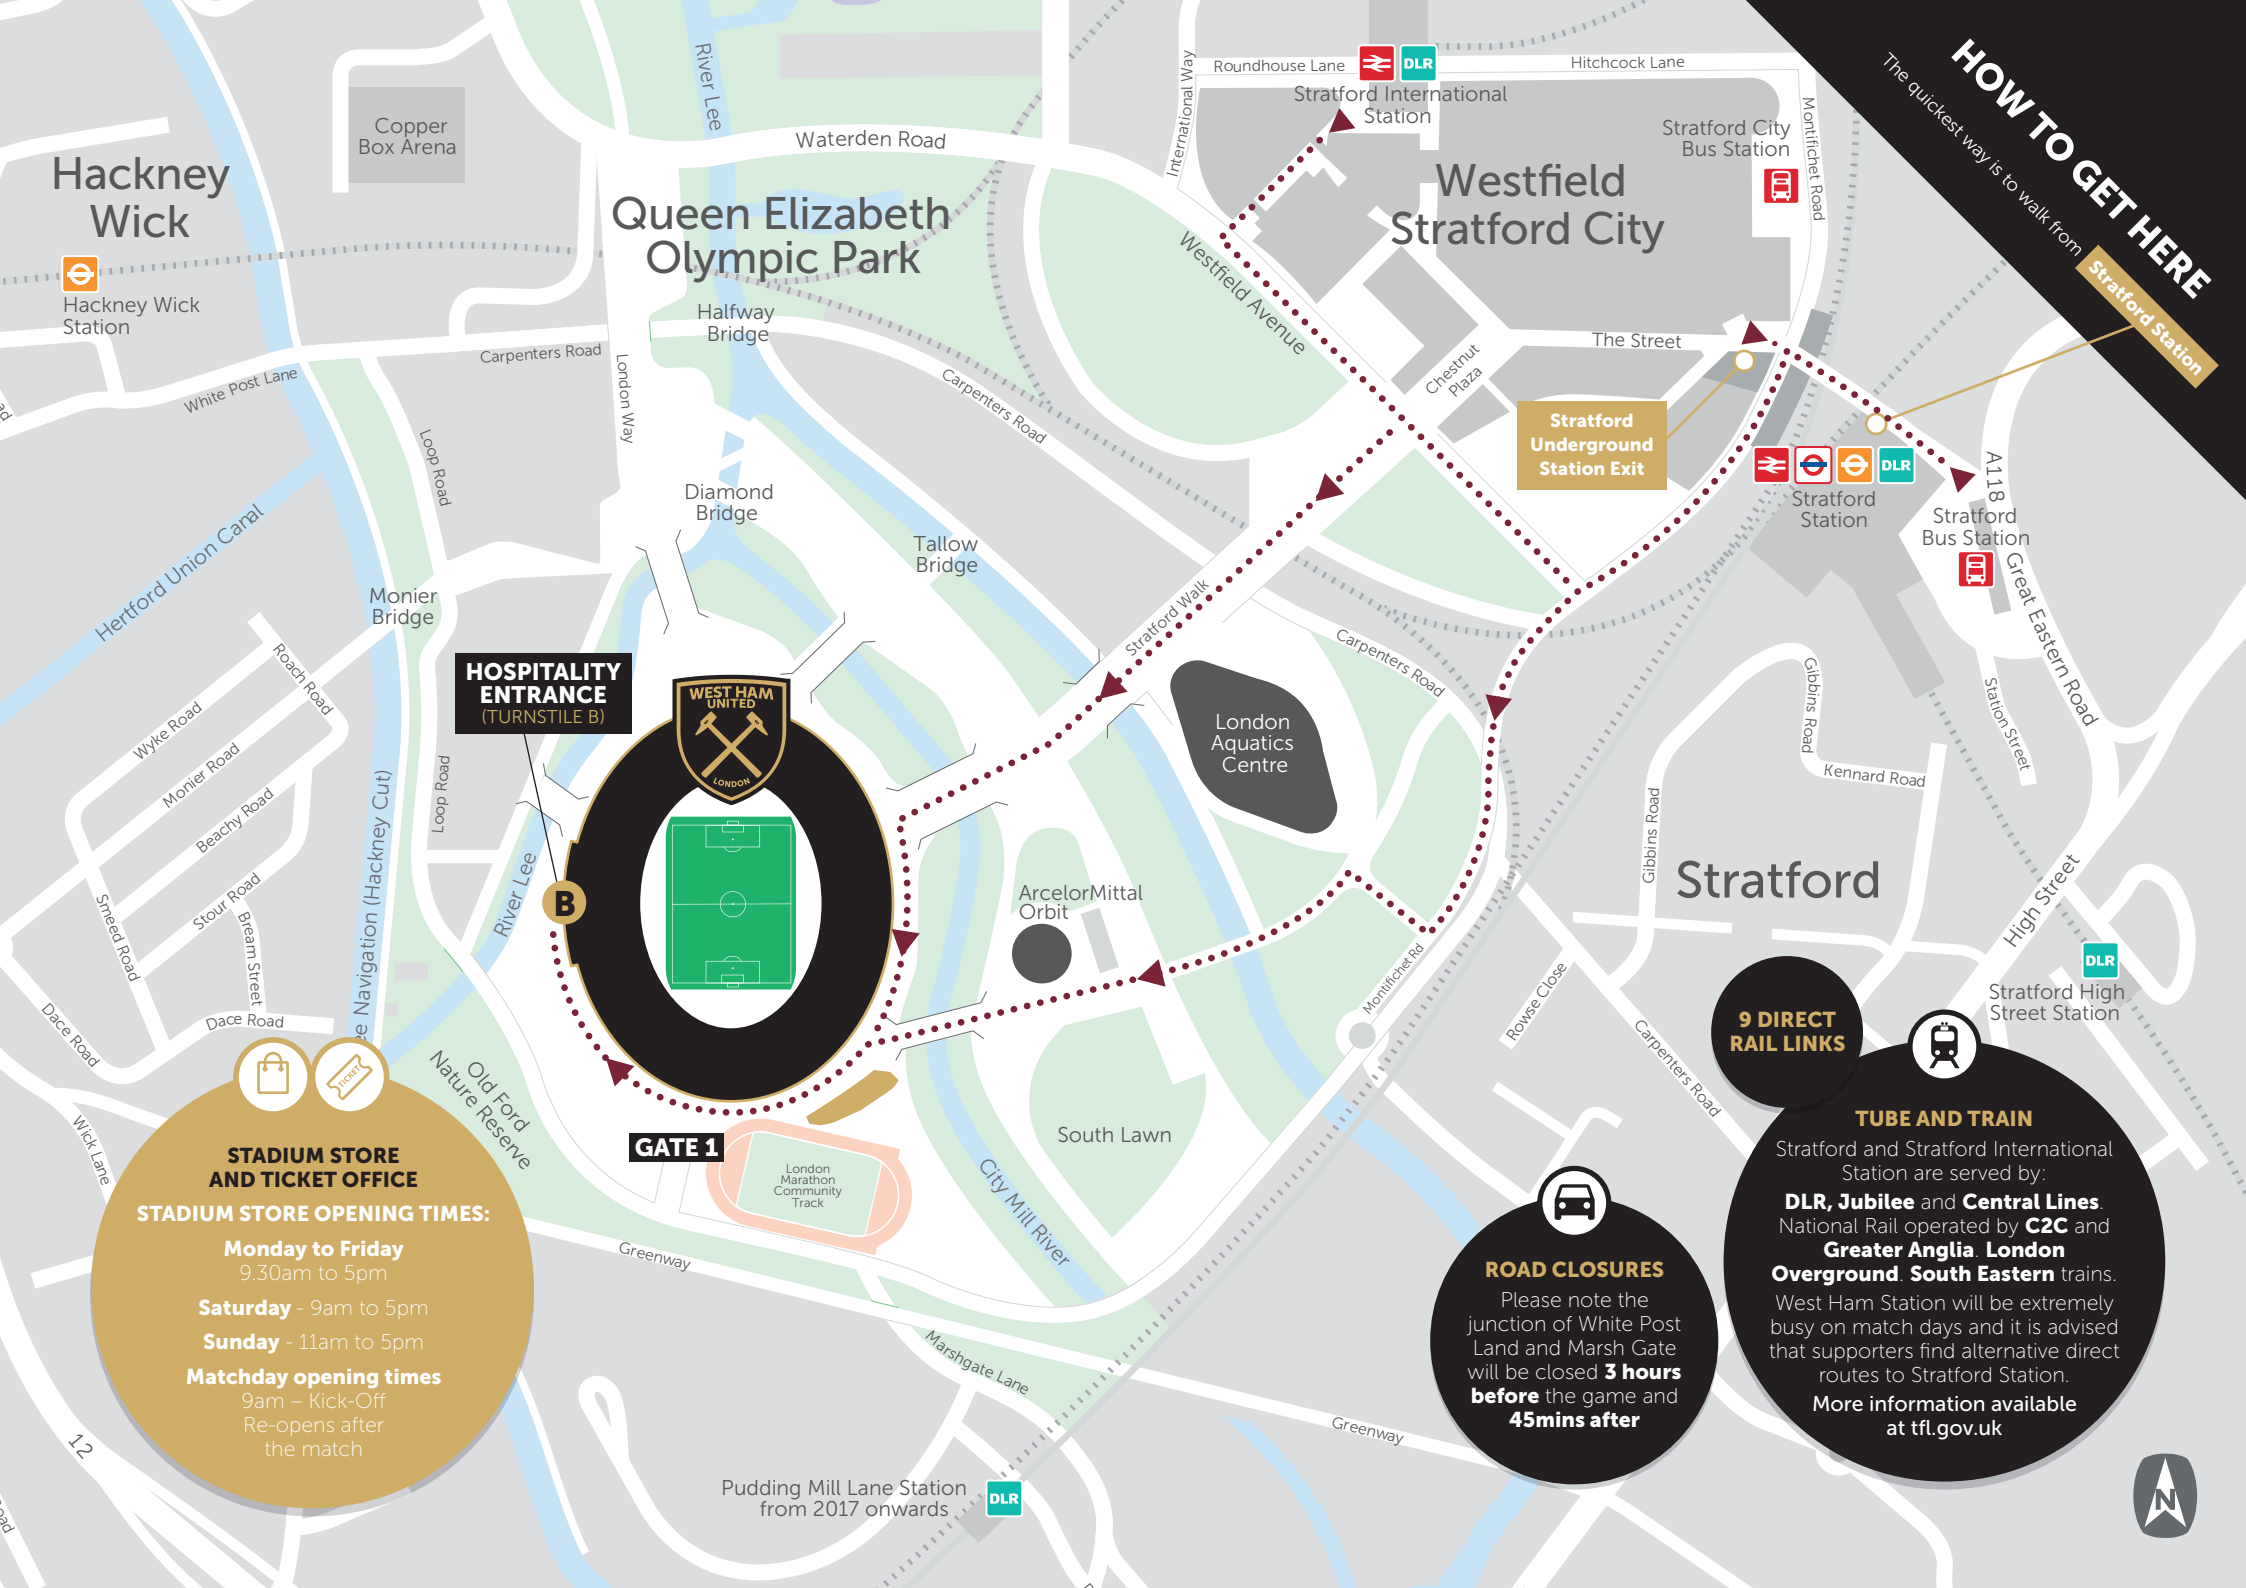 HOW TO GET HERE
The quickest way is to walk from
Stratford Station
Hackney
Wick
Hackney Wick
Station
Copper
Box Arena
River Lee
Waterden Road
Queen Elizabeth
Olympic Park
Halfway
Bridge
International Way
Roundhouse Lane
DLR
Hitchcock Lane
Stratford International
Station
Montifichet Road
Stratford City
Bus Station
Westfield
Stratford City
Westfield Avenue
The Street
Chestnut
Plaza
Stratford
Underground
Station Exit
DLR
Stratford
Station
Stratford
Bus Station
A118
Great Eastern Road
Station Street
Gibbins Road
Kennard Road
Gibbins Road
Stratford
High Street
DLR
Stratford High
Street Station
White Post Lane
Carpenters Road
London Way
Loop Road
Carpenters Road
Hertford Union Canal
Diamond
Bridge
Tallow
Bridge
Monier
Bridge
Stratford Walk
Carpenters Road
Roach Road
Wyke Road
Monier Road
Beachy Road
Stour Road
Smeed Road
Bream Street
Dace Road
Dace Road
Wick Lane
ee Navigation (Hackney Cut)
Loop Road
River Lee
HOSPITALITY
ENTRANCE
(TURNSTILE B)
WEST HAM
UNITED
LONDON
B
London
Aquatics
Centre
ArcelorMittal
Orbit
Montifichet Rd
Rowse Close
Carpenters Road
South Lawn
Old Ford
Nature Reserve
GATE 1
London
Marathon
Community
Track
City Mill River
Greenway
Marshgate Lane
Greenway
Pudding Mill Lane Station
from 2017 onwards
DLR
12
TICKET
STADIUM STORE
AND TICKET OFFICE
STADIUM STORE OPENING TIMES:
Monday to Friday
9.30am to 5pm
Saturday - 9am to 5pm
Sunday - 11am to 5pm
Matchday opening times
9am – Kick-Off
Re-opens after
the match
ROAD CLOSURES
Please note the
junction of White Post
Land and Marsh Gate
will be closed 3 hours
before the game and
45mins after
9 DIRECT
RAIL LINKS
TUBE AND TRAIN
Stratford and Stratford International
Station are served by:
DLR, Jubilee and Central Lines.
National Rail operated by C2C and
Greater Anglia. London
Overground. South Eastern trains.
West Ham Station will be extremely
busy on match days and it is advised
that supporters find alternative direct
routes to Stratford Station.
More information available
at tfl.gov.uk
N